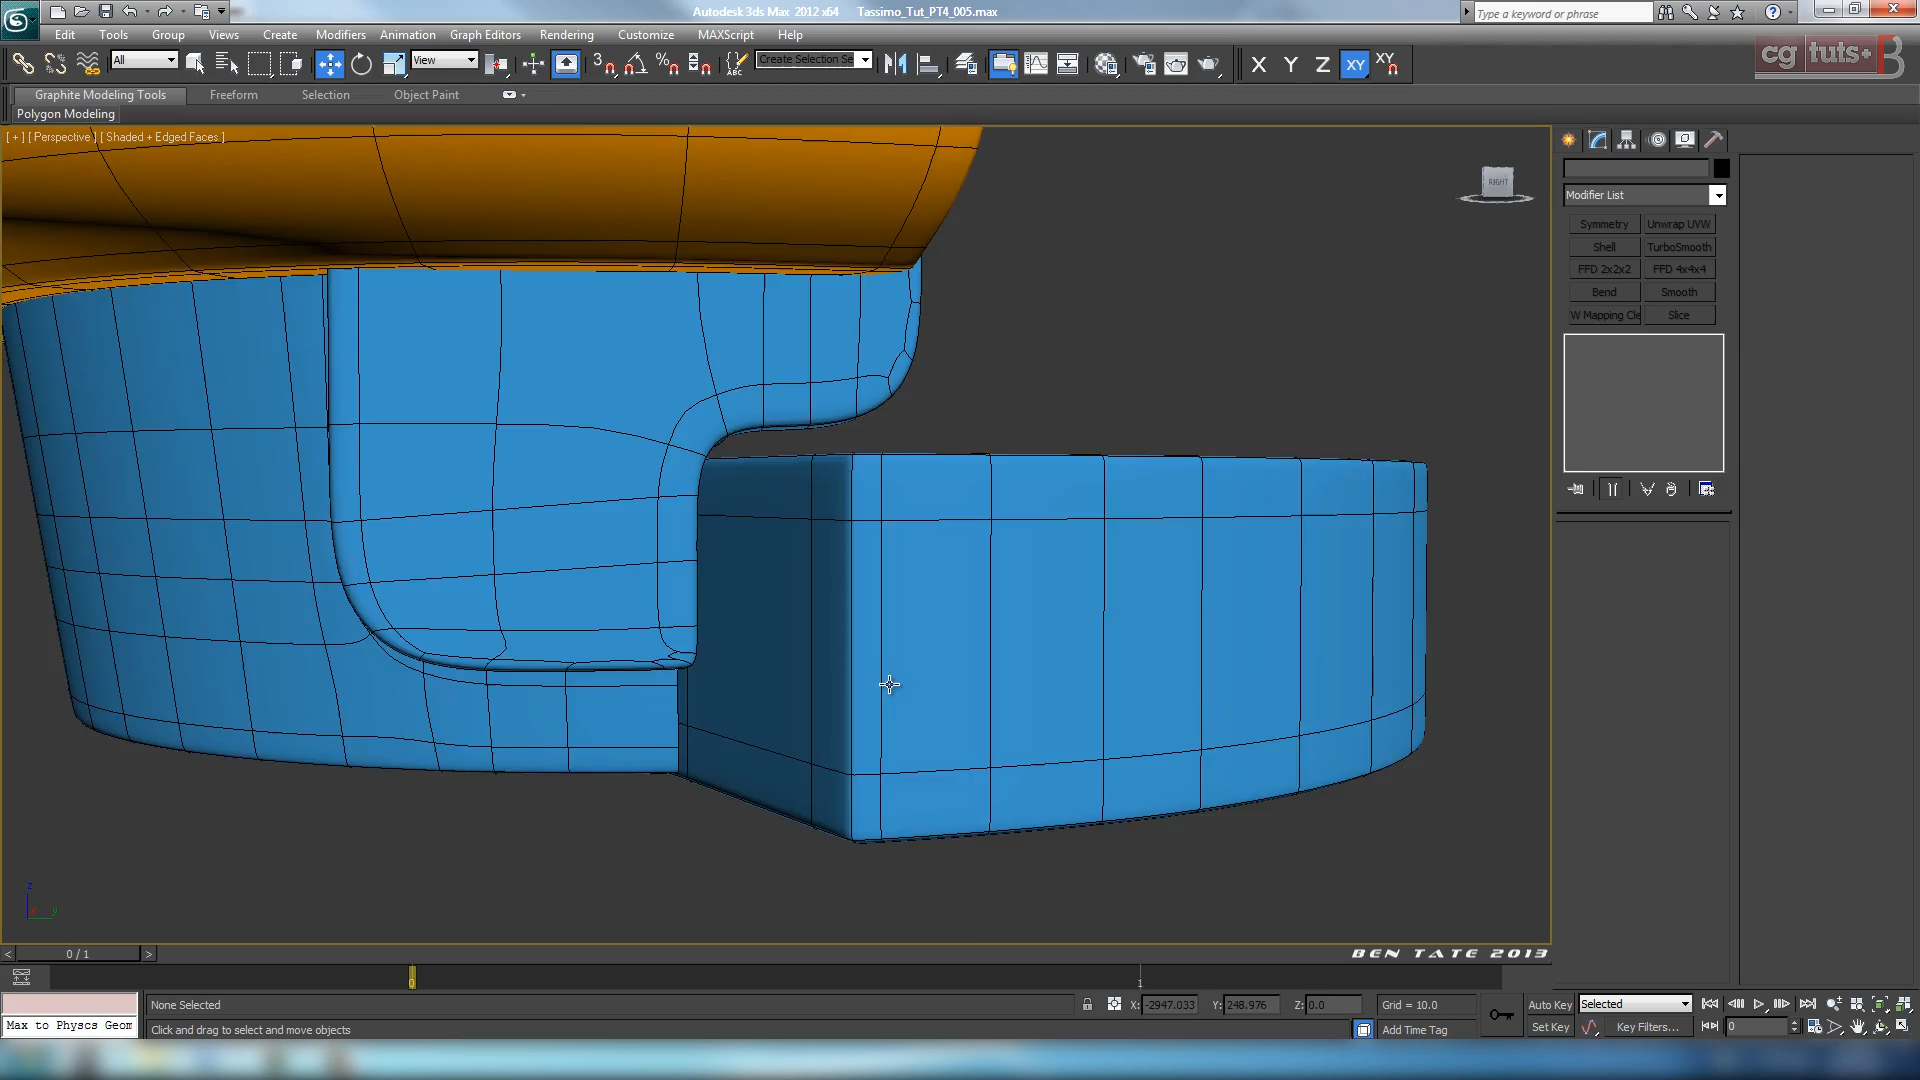 Autodesk 3ds Max 2012 x64 Tassimo_Tut_PT4_005.max
Type a keyword or phrase
Edit Tools Group Views Create Modifiers Animation Graph Editors Rendering Customize MAXScript Help
All View Create Selection Se X Y Z XY XY
cg tuts+
Graphite Modeling Tools Freeform Selection Object Paint
Polygon Modeling
[ + ] [ Perspective ] [ Shaded + Edged Faces ]
RIGHT
Modifier List
Symmetry Unwrap UVW
Shell TurboSmooth
FFD 2x2x2 FFD 4x4x4
Bend Smooth
W Mapping Cle Slice
z
x y
< 0 / 1 >
BEN TATE 2013
0 1
None Selected X: -2947.033 Y: 248.976 Z: 0.0 Grid = 10.0 Auto Key Selected
Max to Physcs Geom Click and drag to select and move objects Add Time Tag Set Key Key Filters... 0